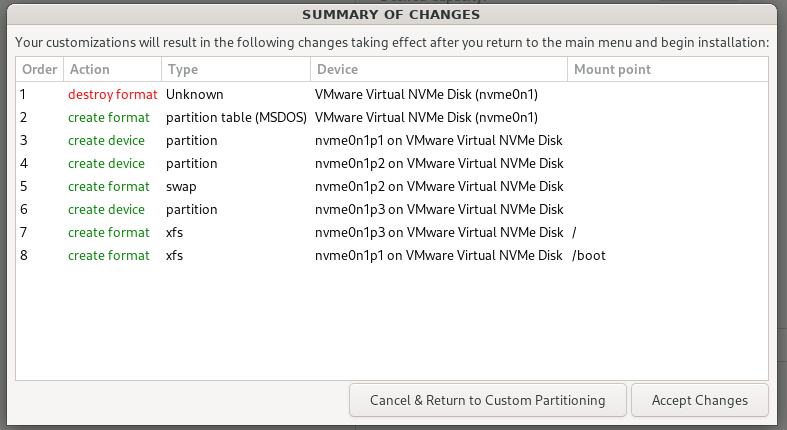 SUMMARY OF CHANGES
Your customizations will result in the following changes taking effect after you return to the main menu and begin installation:
Order Action Type Device Mount point
1 destroy format Unknown VMware Virtual NVMe Disk (nvme0n1)
2 create format partition table (MSDOS) VMware Virtual NVMe Disk (nvme0n1)
3 create device partition nvme0n1p1 on VMware Virtual NVMe Disk
4 create device partition nvme0n1p2 on VMware Virtual NVMe Disk
5 create format swap nvme0n1p2 on VMware Virtual NVMe Disk
6 create device partition nvme0n1p3 on VMware Virtual NVMe Disk
7 create format xfs nvme0n1p3 on VMware Virtual NVMe Disk /
8 create format xfs nvme0n1p1 on VMware Virtual NVMe Disk /boot
Cancel & Return to Custom Partitioning Accept Changes